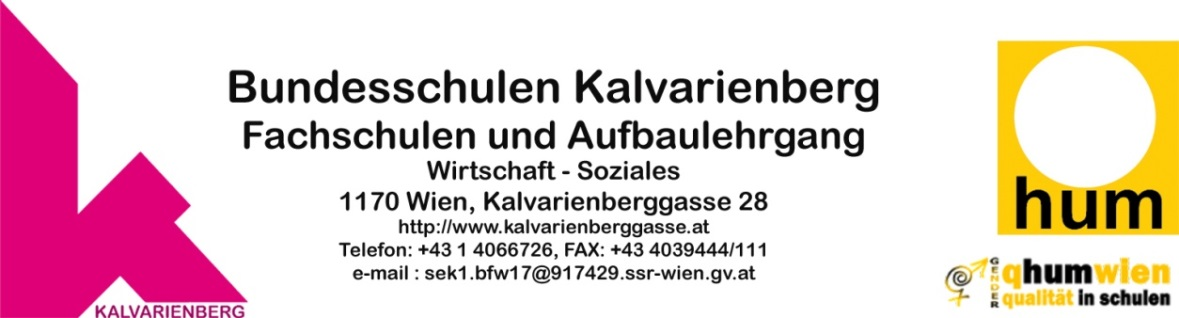 Bundesschulen Kalvarienberg
Fachschulen und Aufbaulehrgang
Wirtschaft - Soziales
1170 Wien, Kalvarienberggasse 28
http://www.kalvarienberggasse.at
Telefon: +43 1 4066726, FAX: +43 4039444/111
e-mail : sek1.bfw17@917429.ssr-wien.gv.at
KALVARIENBERG
hum
GENDER
qhumwien
qualität in schulen